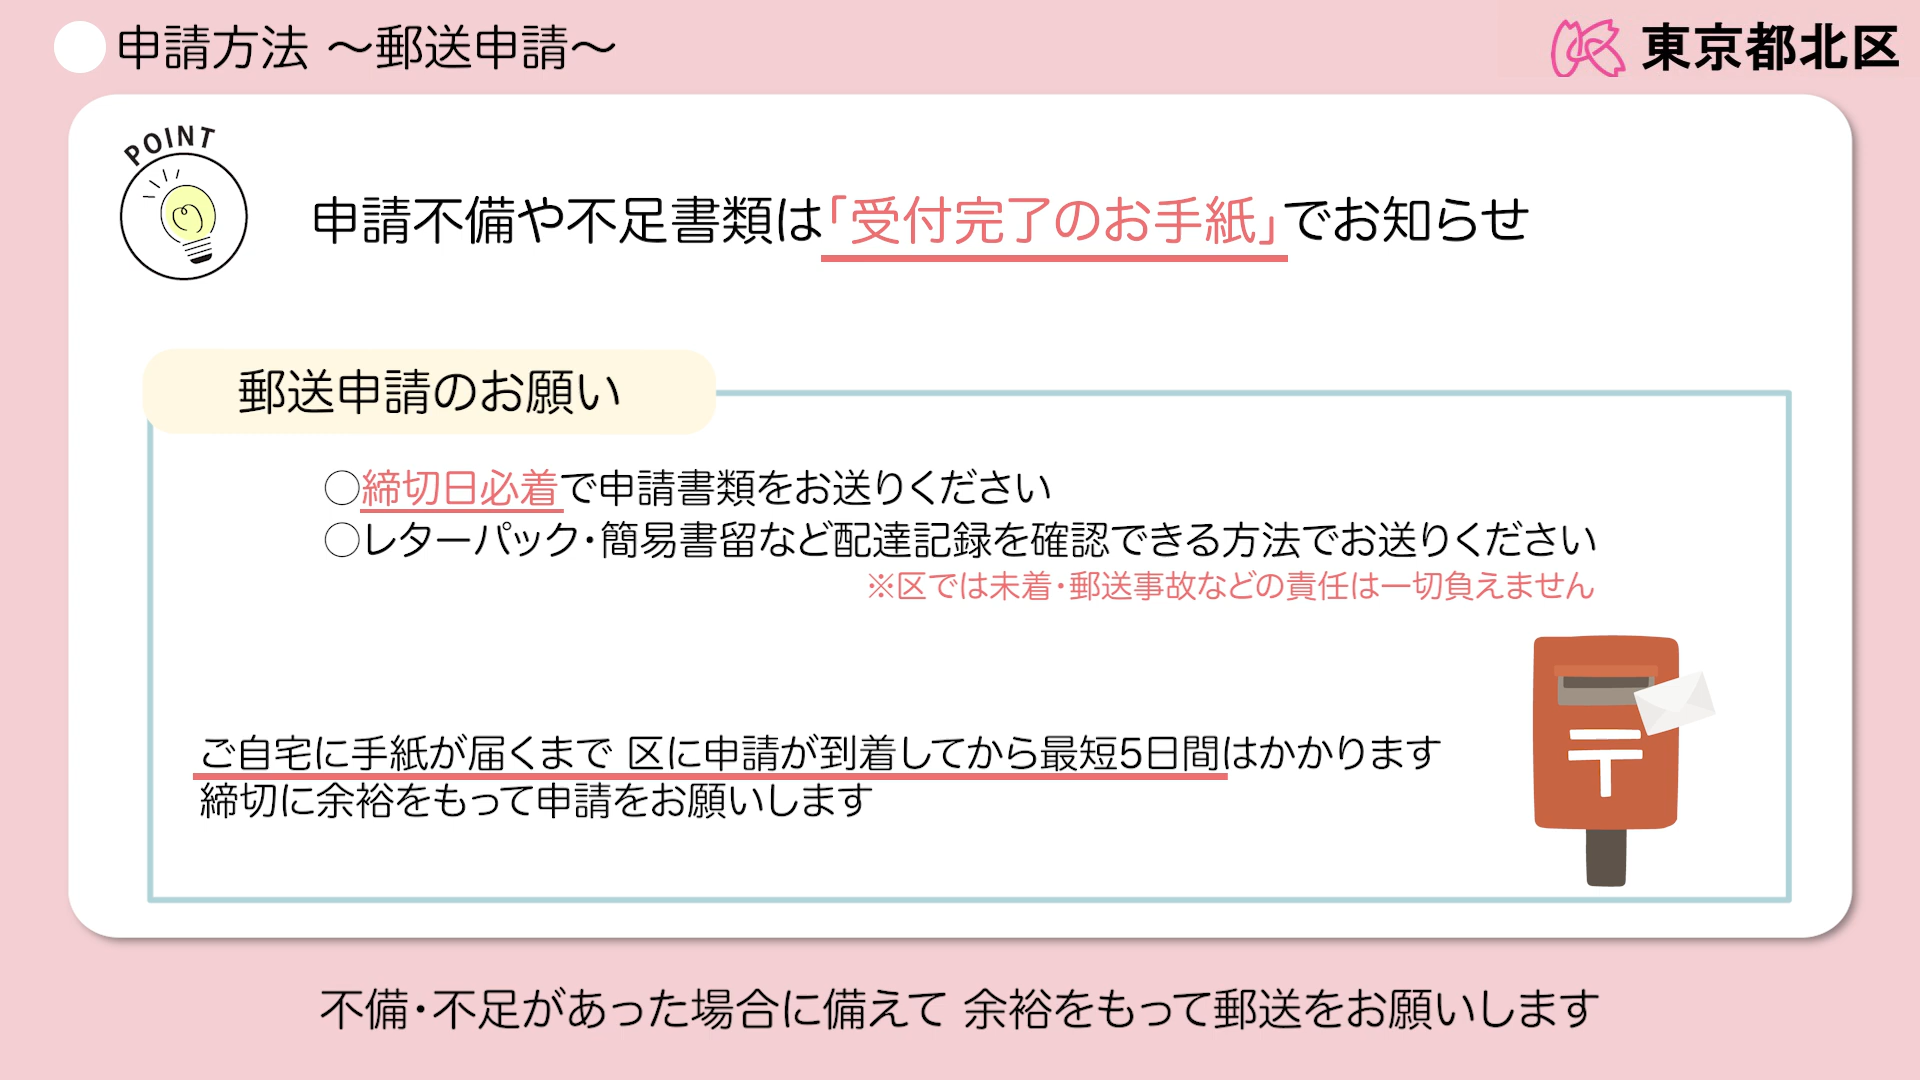 申請方法 ～郵送申請～
東京都北区
POINT
申請不備や不足書類は「受付完了のお手紙」でお知らせ
郵送申請のお願い
○締切日必着で申請書類をお送りください
○レターパック・簡易書留など配達記録を確認できる方法でお送りください
※区では未着・郵送事故などの責任は一切負えません
ご自宅に手紙が届くまで 区に申請が到着してから最短5日間はかかります
締切に余裕をもって申請をお願いします
不備・不足があった場合に備えて 余裕をもって郵送をお願いします